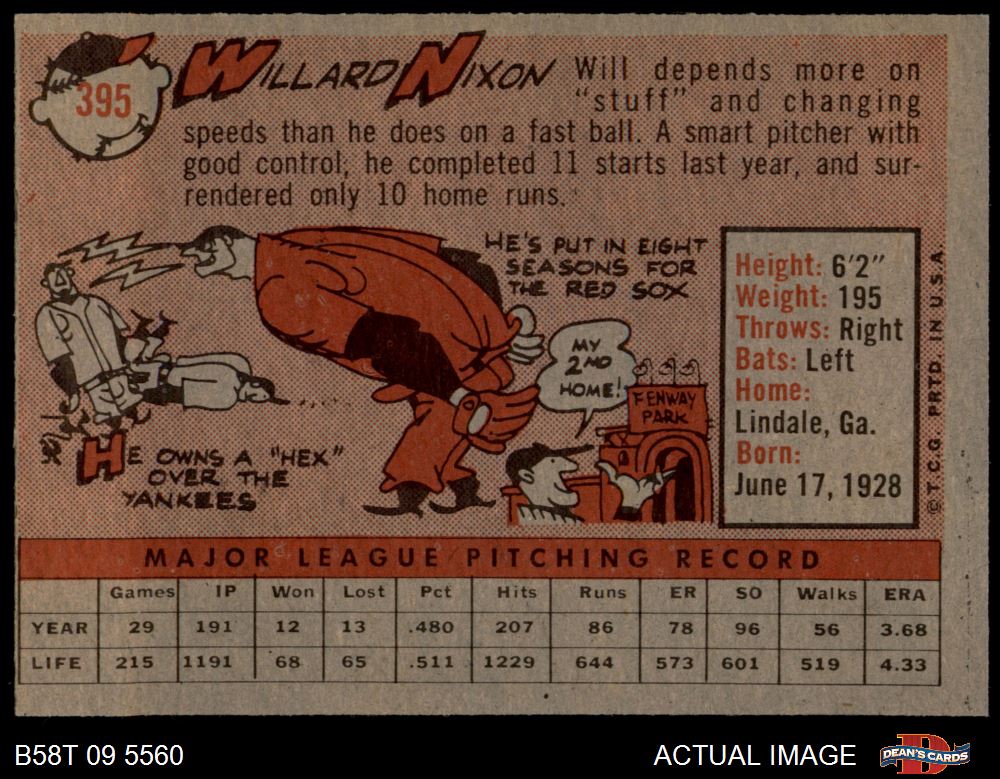 395
WILLARD NIXON
Will depends more on
"stuff" and changing
speeds than he does on a fast ball. A smart pitcher with
good control, he completed 11 starts last year, and sur-
rendered only 10 home runs.
HE'S PUT IN EIGHT
SEASONS FOR
THE RED SOX
MY
2ND
HOME!
FENWAY
PARK
HE OWNS A "HEX"
OVER THE
YANKEES
Height: 6'2"
Weight: 195
Throws: Right
Bats: Left
Home:
Lindale, Ga.
Born:
June 17, 1928
© T.C.G. PRTD. IN U.S.A.
MAJOR LEAGUE PITCHING RECORD
Games IP Won Lost Pct Hits Runs ER SO Walks ERA
YEAR 29 191 12 13 .480 207 86 78 96 56 3.68
LIFE 215 1191 68 65 .511 1229 644 573 601 519 4.33
B58T 09 5560
ACTUAL IMAGE
DEAN'S CARDS